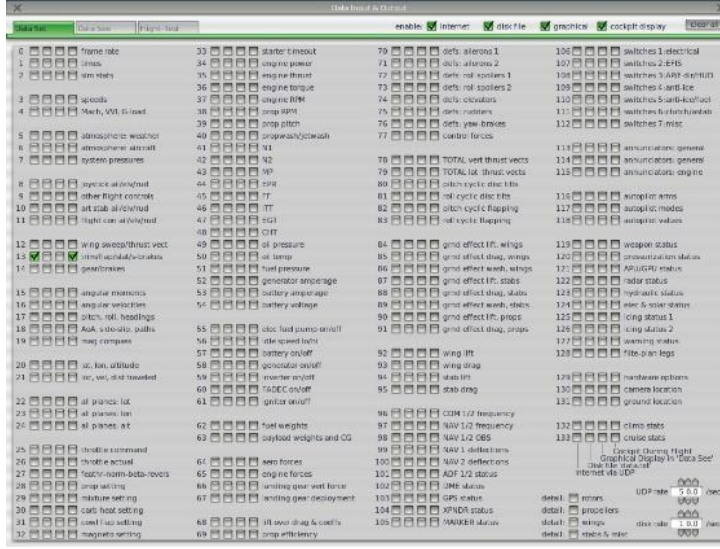 Data Input & Output
Data Set
Data See
Flight-Test
enable: internet disk file graphical cockpit display clear all
0 frame rate
1 times
2 sim stats
3 speeds
4 Mach, VVI, G-load
5 atmosphere: weather
6 atmosphere: aircraft
7 system pressures
8 joystick ail/elv/rud
9 other flight controls
10 art stab ail/elv/rud
11 flight con ail/elv/rud
12 wing sweep/thrust vect
13 trim/flap/slat/s-brakes
14 gear/brakes
15 angular moments
16 angular velocities
17 pitch, roll, headings
18 AoA, side-slip, paths
19 mag compass
20 lat, lon, altitude
21 loc, vel, dist traveled
22 all planes: lat
23 all planes: lon
24 all planes: alt
25 throttle command
26 throttle actual
27 feathr-norm-beta-revers
28 prop setting
29 mixture setting
30 carb heat setting
31 cowl flap setting
32 magneto setting
33 starter timeout
34 engine power
35 engine thrust
36 engine torque
37 engine RPM
38 prop RPM
39 prop pitch
40 propwash/jetwash
41 N1
42 N2
43 MP
44 EPR
45 FF
46 ITT
47 EGT
48 CHT
49 oil pressure
50 oil temp
51 fuel pressure
52 generator amperage
53 battery amperage
54 battery voltage
55 elec fuel pump on/off
56 idle speed lo/hi
57 battery on/off
58 generator on/off
59 inverter on/off
60 FADEC on/off
61 igniter on/off
62 fuel weights
63 payload weights and CG
64 aero forces
65 engine forces
66 landing gear vert force
67 landing gear deployment
68 lift over drag & coeffs
69 prop efficiency
70 defs: ailerons 1
71 defs: ailerons 2
72 defs: roll spoilers 1
73 defs: roll spoilers 2
74 defs: elevators
75 defs: rudders
76 defs: yaw-brakes
77 control forces
78 TOTAL vert thrust vects
79 TOTAL lat thrust vects
80 pitch cyclic disc tilts
81 roll cyclic disc tilts
82 pitch cyclic flapping
83 roll cyclic flapping
84 grnd effect lift, wings
85 grnd effect drag, wings
86 grnd effect wash, wings
87 grnd effect lift, stabs
88 grnd effect drag, stabs
89 grnd effect wash, stabs
90 grnd effect lift, props
91 grnd effect drag, props
92 wing lift
93 wing drag
94 stab lift
95 stab drag
96 COM 1/2 frequency
97 NAV 1/2 frequency
98 NAV 1/2 OBS
99 NAV 1 deflections
100 NAV 2 deflections
101 ADF 1/2 status
102 DME status
103 GPS status
104 XPNDR status
105 MARKER status
106 switches 1:electrical
107 switches 2:EFIS
108 switches 3:AP/f-dir/HUD
109 switches 4:anti-ice
110 switches 5:anti-ice/fuel
111 switches 6:clutch/astab
112 switches 7:misc
113 annunciators: general
114 annunciators: general
115 annunciators: engine
116 autopilot arms
117 autopilot modes
118 autopilot values
119 weapon status
120 pressurization status
121 APU/GPU status
122 radar status
123 hydraulic status
124 elec & solar status
125 icing status 1
126 icing status 2
127 warning status
128 flite-plan legs
129 hardware options
130 camera location
131 ground location
132 climb stats
133 cruise stats
Cockpit During Flight
Graphical Display in 'Data See'
Disk file 'data.txt'
Internet via UDP
detail: rotors
detail: propellers
detail: wings
detail: stabs & misc
UDP rate 50.0 /sec
disk rate 10.0 /sec